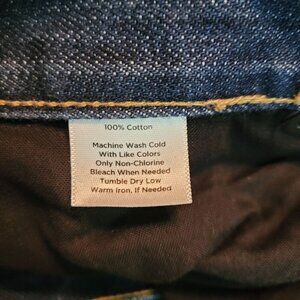 100% Cotton
Machine Wash Cold
With Like Colors
Only Non-Chlorine
Bleach When Needed
Tumble Dry Low
Warm Iron, If Needed